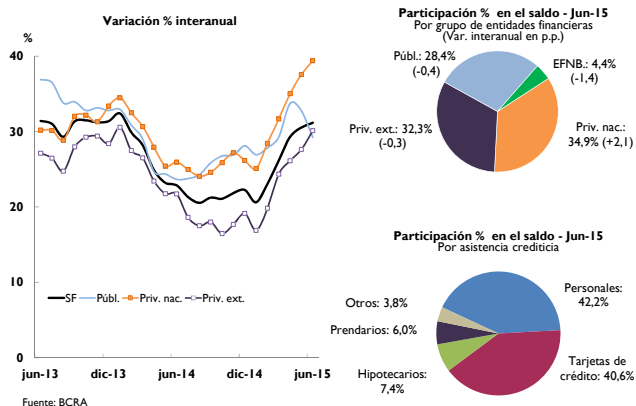 Variación % interanual
%
40
30
20
10
0
jun-13
dic-13
jun-14
dic-14
jun-15
SF
Públ.
Priv. nac.
Priv. ext.
Fuente: BCRA
Participación % en el saldo - Jun-15
Por grupo de entidades financieras
(Var. interanual en p.p.)
Públ.: 28,4%
(-0,4)
EFNB.: 4,4%
(-1,4)
Priv. ext.: 32,3%
(-0,3)
Priv. nac.:
34,9% (+2,1)
Participación % en el saldo - Jun-15
Por asistencia crediticia
Personales:
42,2%
Otros: 3,8%
Prendarios: 6,0%
Hipotecarios:
7,4%
Tarjetas de
crédito: 40,6%